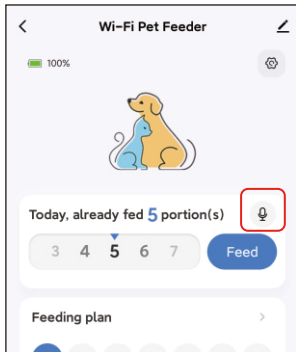 Wi-Fi Pet Feeder
100%
Today, already fed 5 portion(s)
3 4 5 6 7 Feed
Feeding plan